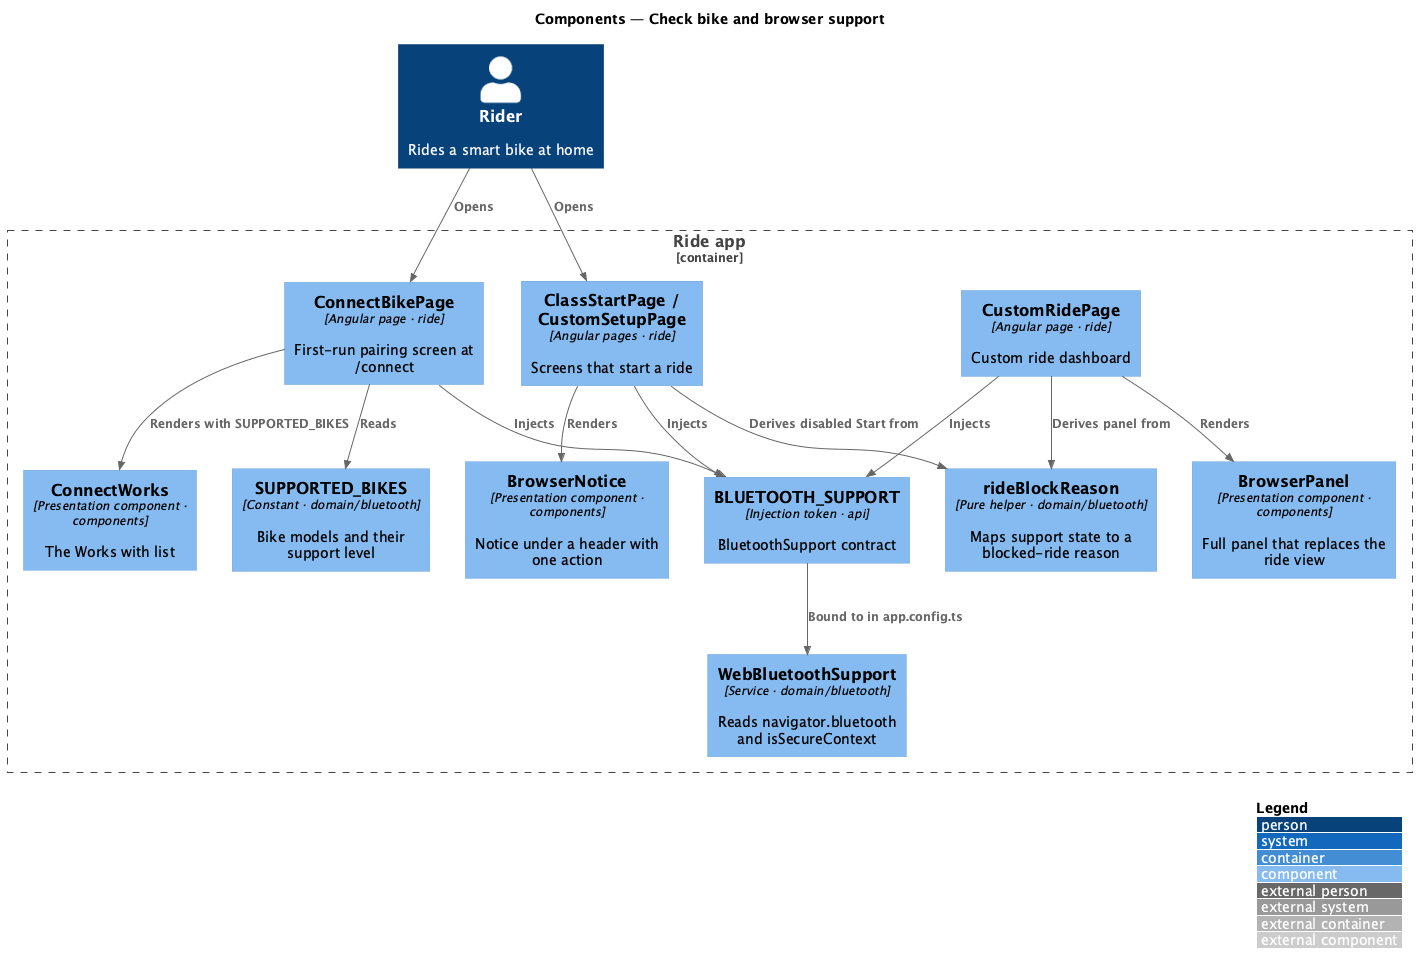 Components — Check bike and browser support
Rider
Rides a smart bike at home
Opens
Opens
Ride app
[container]
ConnectBikePage
[Angular page · ride]
First-run pairing screen at
/connect
ClassStartPage /
CustomSetupPage
[Angular pages · ride]
Screens that start a ride
CustomRidePage
[Angular page · ride]
Custom ride dashboard
Renders with SUPPORTED_BIKES
Reads
Injects
Renders
Injects
Derives disabled Start from
Injects
Derives panel from
Renders
ConnectWorks
[Presentation component ·
components]
The Works with list
SUPPORTED_BIKES
[Constant · domain/bluetooth]
Bike models and their
support level
BrowserNotice
[Presentation component ·
components]
Notice under a header with
one action
BLUETOOTH_SUPPORT
[Injection token · api]
BluetoothSupport contract
rideBlockReason
[Pure helper · domain/bluetooth]
Maps support state to a
blocked-ride reason
BrowserPanel
[Presentation component ·
components]
Full panel that replaces the
ride view
Bound to in app.config.ts
WebBluetoothSupport
[Service · domain/bluetooth]
Reads navigator.bluetooth
and isSecureContext
Legend
person
system
container
component
external person
external system
external container
external component